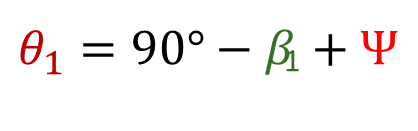 θ₁ = 90° − β₁ + Ψ